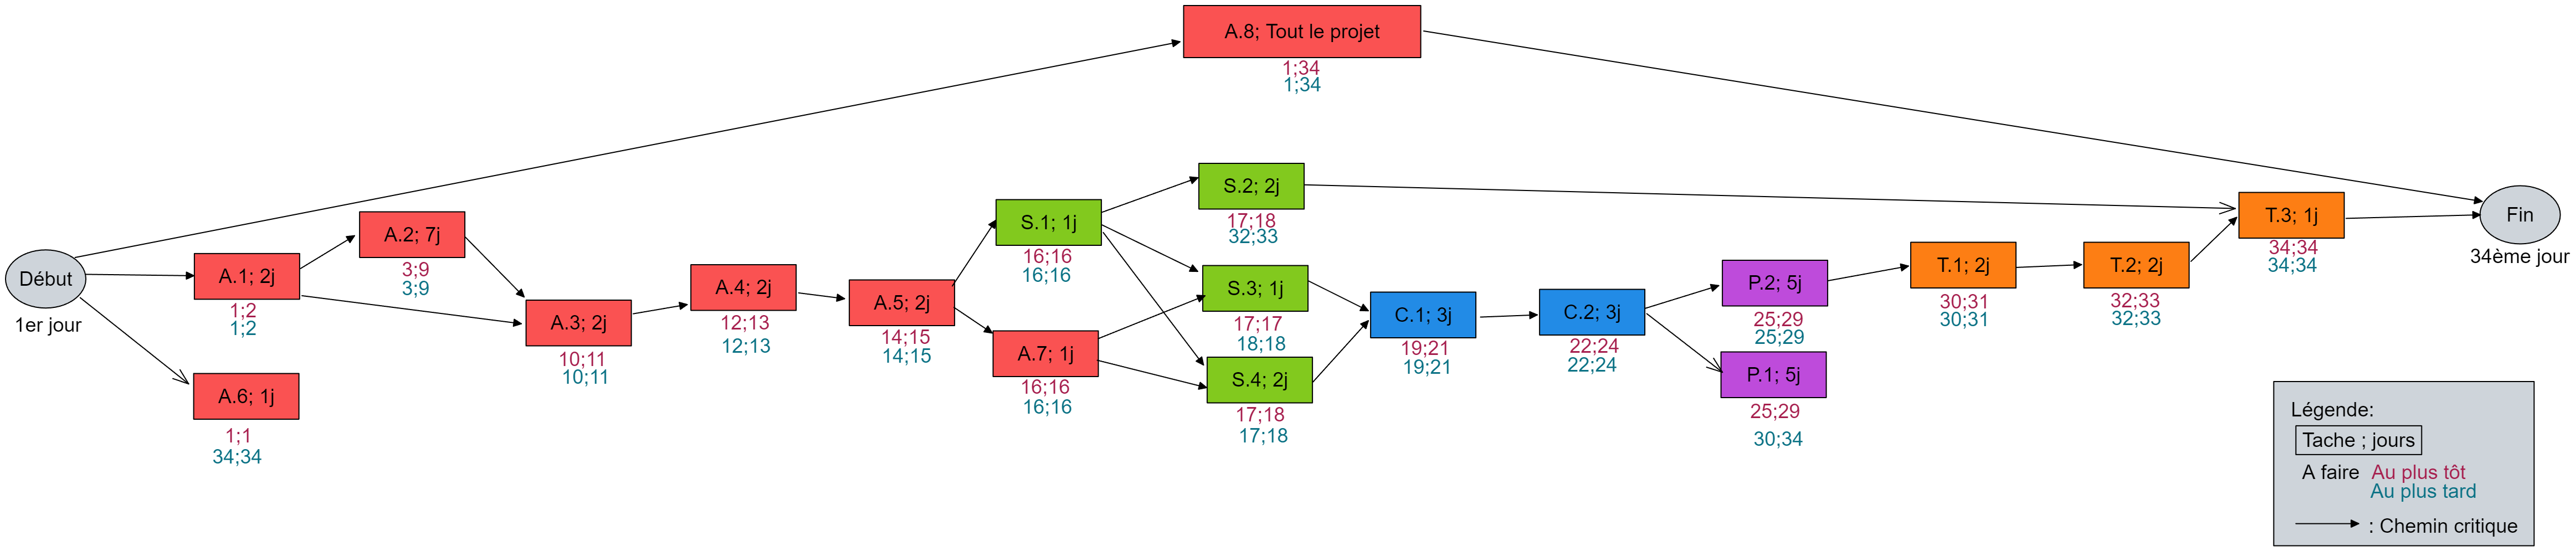 A.8; Tout le projet
1;34
1;34
Début
1er jour
A.1; 2j
1;2
1;2
A.2; 7j
3;9
3;9
A.6; 1j
1;1
34;34
A.3; 2j
10;11
10;11
A.4; 2j
12;13
12;13
A.5; 2j
14;15
14;15
S.1; 1j
16;16
16;16
A.7; 1j
16;16
16;16
S.2; 2j
17;18
32;33
S.3; 1j
17;17
18;18
S.4; 2j
17;18
17;18
C.1; 3j
19;21
19;21
C.2; 3j
22;24
22;24
P.2; 5j
25;29
25;29
P.1; 5j
25;29
30;34
T.1; 2j
30;31
30;31
T.2; 2j
32;33
32;33
T.3; 1j
34;34
34;34
Fin
34ème jour
Légende:
Tache ; jours
A faire Au plus tôt
Au plus tard
: Chemin critique